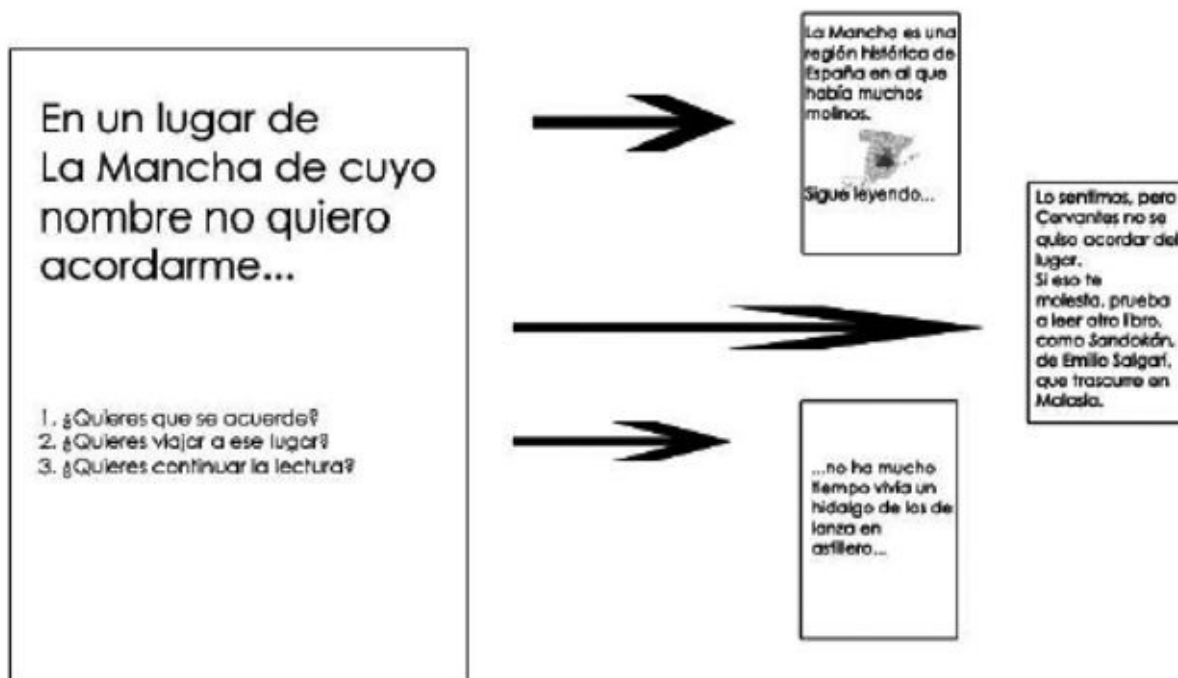 En un lugar de
La Mancha de cuyo
nombre no quiero
acordarme...
1. ¿Quieres que se acuerde?
2. ¿Quieres viajar a ese lugar?
3. ¿Quieres continuar la lectura?
La Mancha es una
región histórica de
España en al que
había muchos
molinos.
Sigue leyendo...
Lo sentimos, pero
Cervantes no se
quiso acordar del
lugar.
Si eso te
molesta, prueba
a leer otro libro,
como Sandokán,
de Emilio Salgari,
que trascurre en
Malasia.
...no ha mucho
tiempo vivía un
hidalgo de los de
lanza en
astillero...